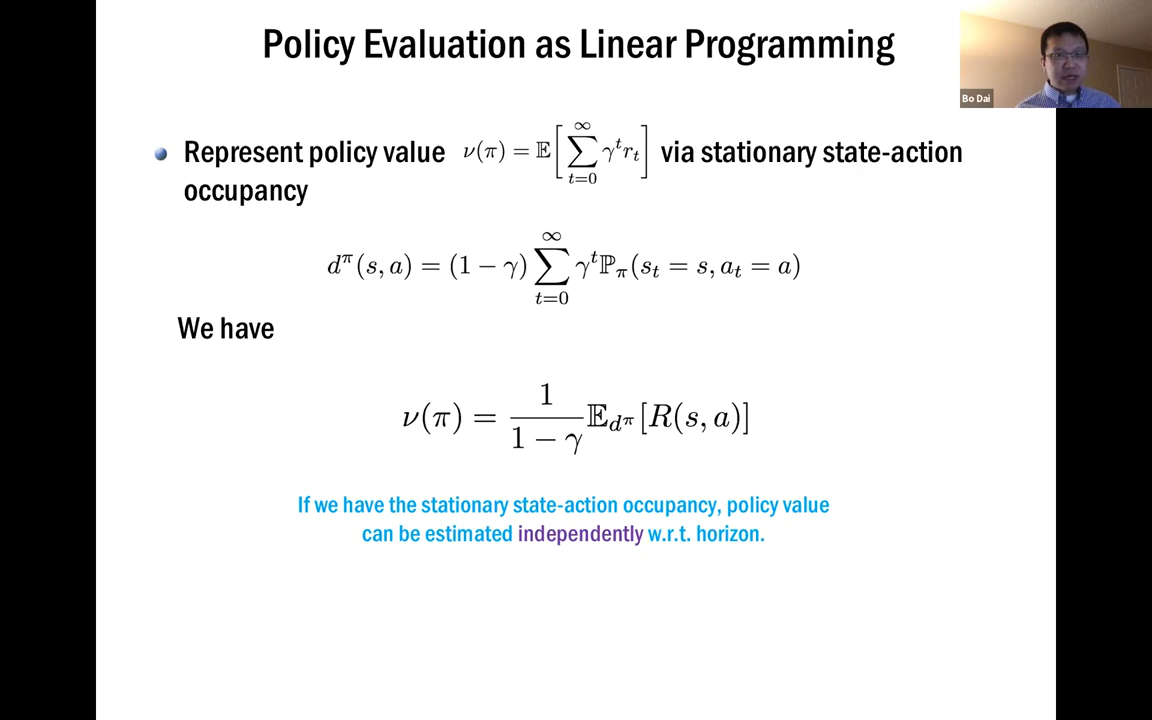 Policy Evaluation as Linear Programming
Bo Dai
Represent policy value ν(π) = 𝔼[∑_{t=0}^{∞} γ^t r_t] via stationary state-action
occupancy
d^π(s, a) = (1 − γ) ∑_{t=0}^{∞} γ^t ℙ_π(s_t = s, a_t = a)
We have
ν(π) = \frac{1}{1 − γ} 𝔼_{d^π}[R(s, a)]
If we have the stationary state-action occupancy, policy value
can be estimated independently w.r.t. horizon.